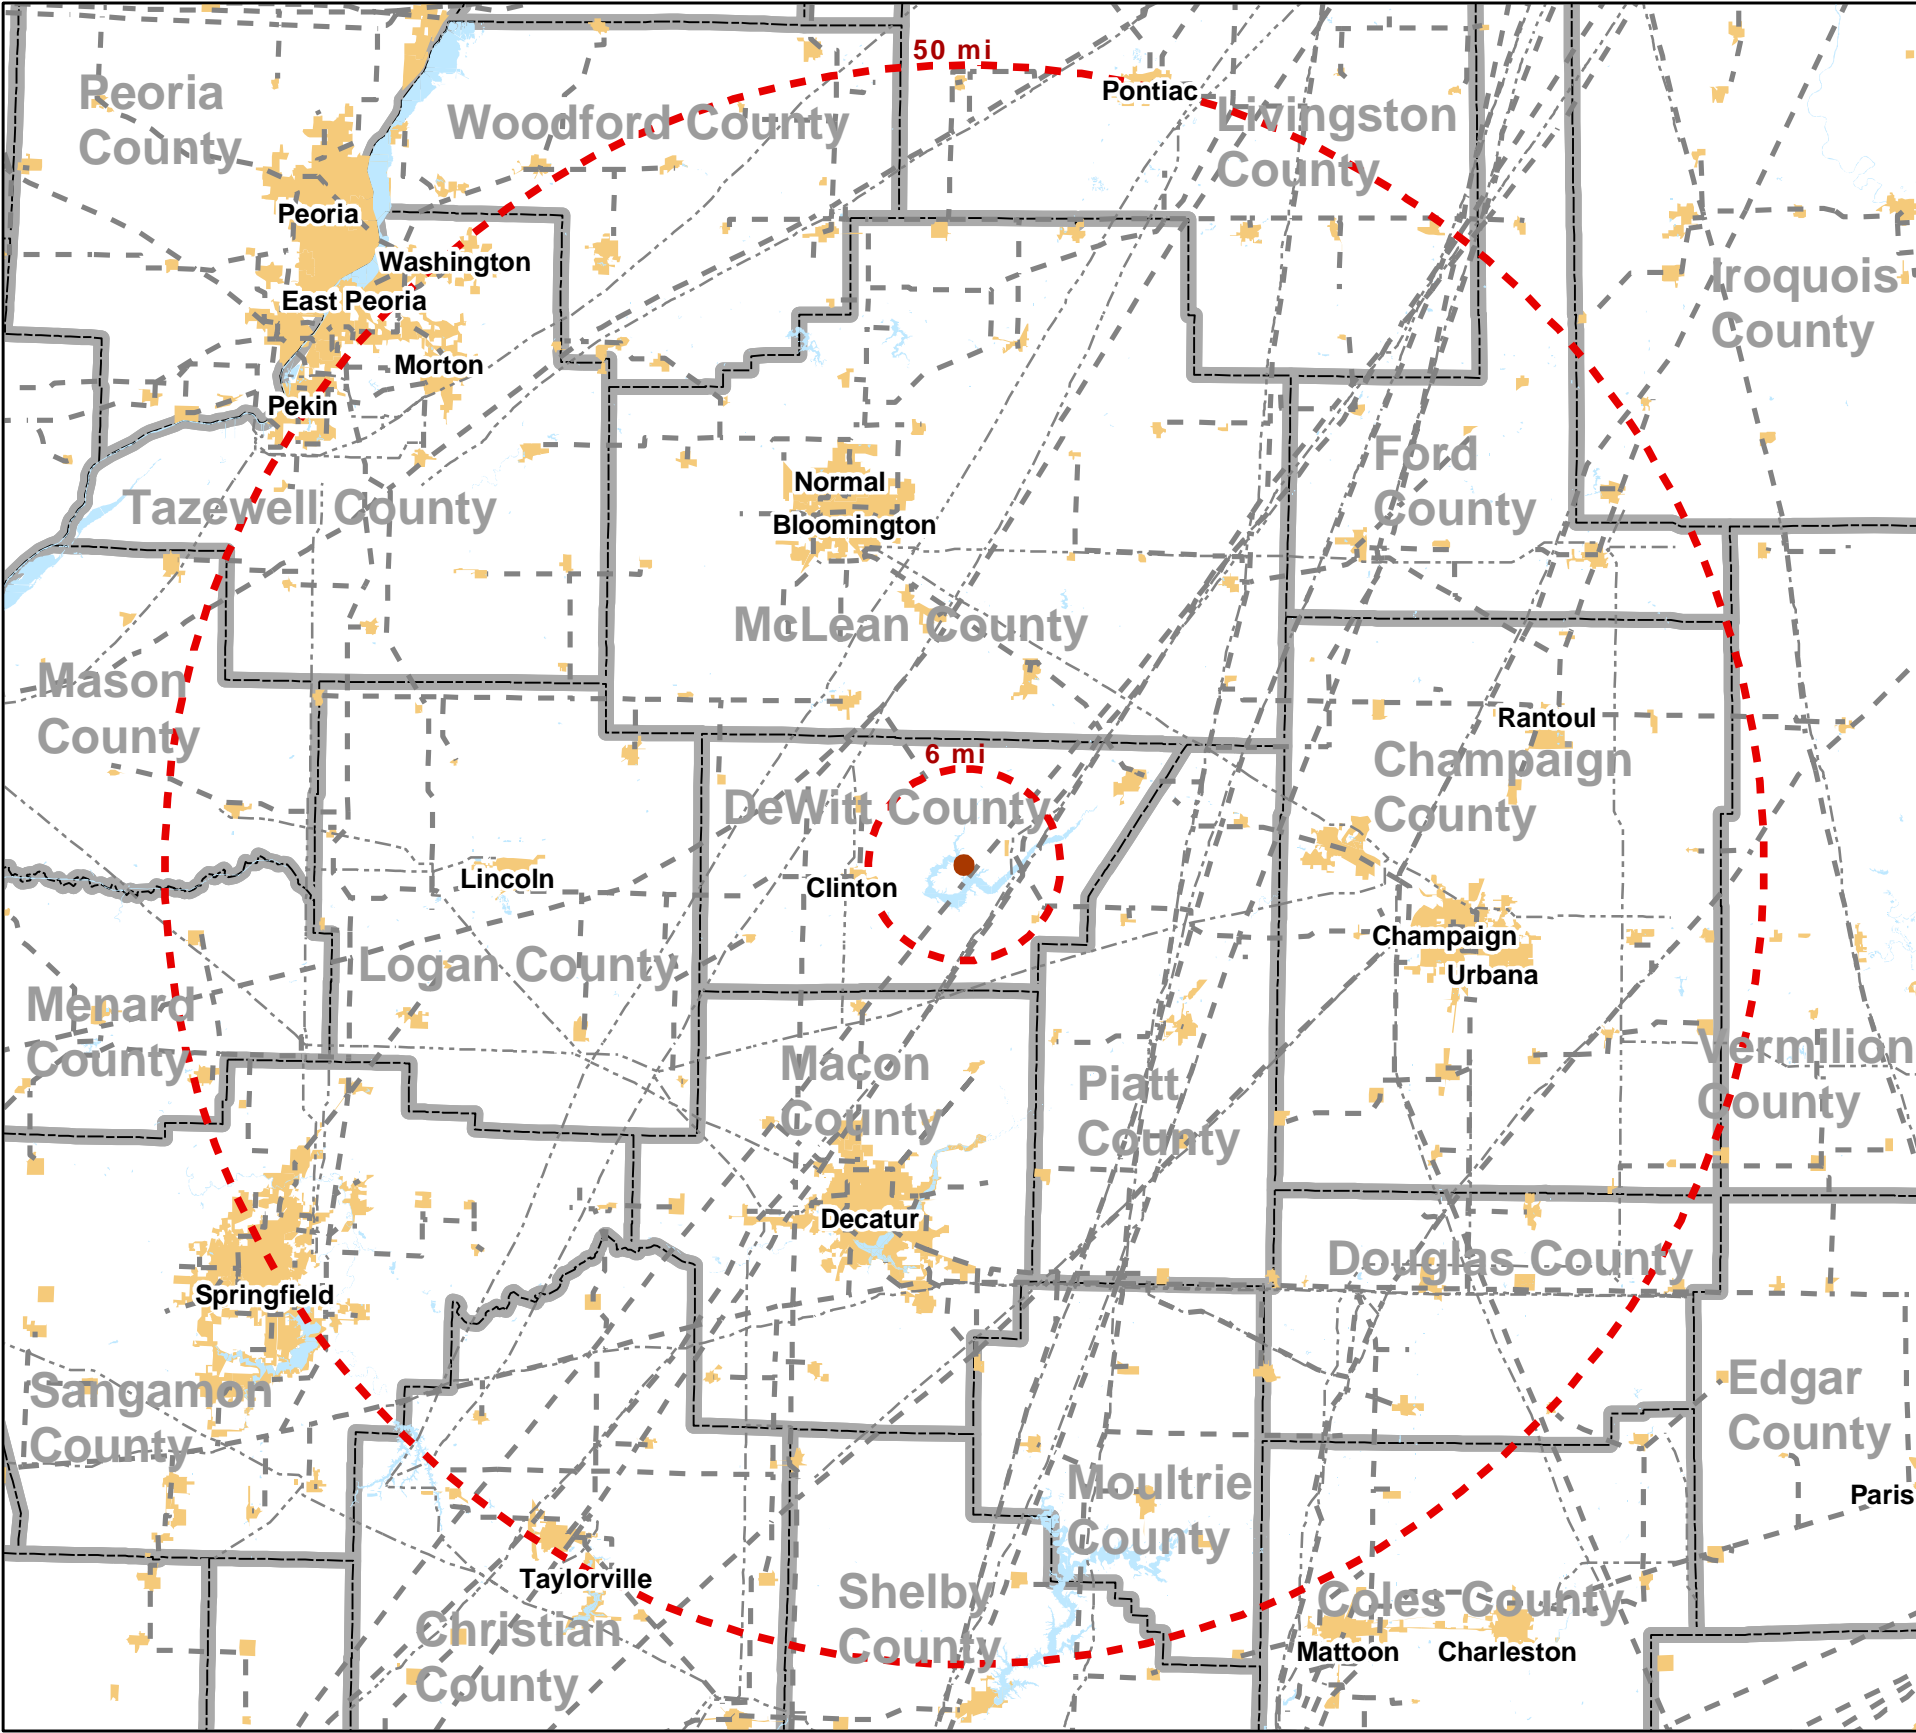 50 mi
Pontiac
Peoria
County
Woodford County
Livingston
County
Peoria
Washington
East Peoria
Morton
Pekin
Iroquois
County
Tazewell County
Normal
Bloomington
Ford
County
McLean County
Mason
County
Rantoul
Champaign
County
6 mi
DeWitt County
Clinton
Lincoln
Logan County
Champaign
Urbana
Menard
County
Macon
County
Piatt
County
Vermilion
County
Decatur
Douglas County
Springfield
Sangamon
County
Edgar
County
Paris
Moultrie
County
Taylorville
Shelby
County
Christian
County
Coles County
Mattoon
Charleston